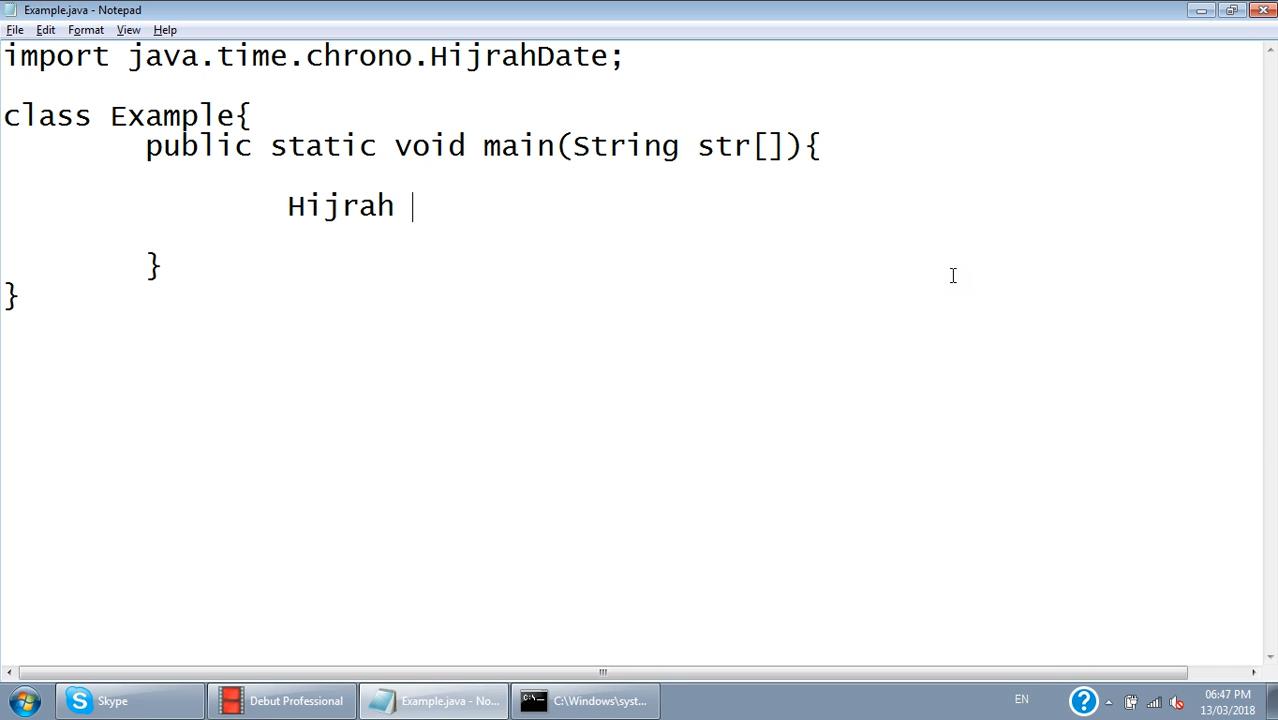 Example.java - Notepad
File Edit Format View Help
import java.time.chrono.HijrahDate;
class Example{
public static void main(String str[]){
Hijrah
}
}
Skype
Debut Professional
Example.java - No...
C:\Windows\syst...
EN
06:47 PM
13/03/2018